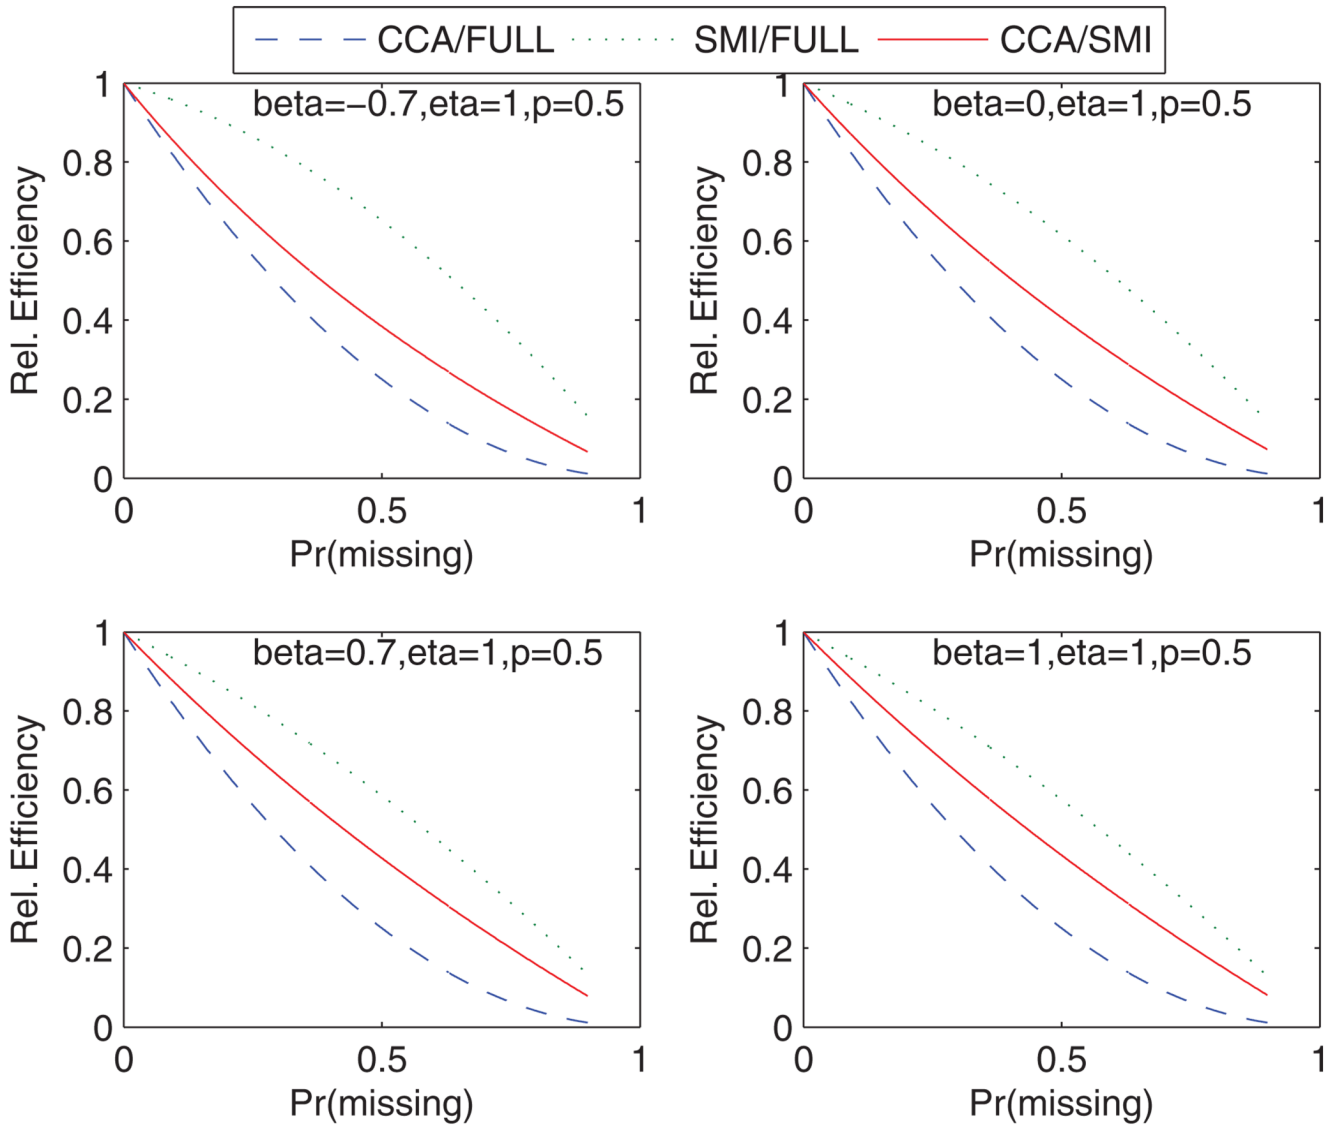 CCA/FULL SMI/FULL CCA/SMI
beta=−0.7,eta=1,p=0.5
1
0.8
0.6
0.4
0.2
0
Rel. Efficiency
0 0.5 1
Pr(missing)
beta=0,eta=1,p=0.5
1
0.8
0.6
0.4
0.2
0
Rel. Efficiency
0 0.5 1
Pr(missing)
beta=0.7,eta=1,p=0.5
1
0.8
0.6
0.4
0.2
0
Rel. Efficiency
0 0.5 1
Pr(missing)
beta=1,eta=1,p=0.5
1
0.8
0.6
0.4
0.2
0
Rel. Efficiency
0 0.5 1
Pr(missing)